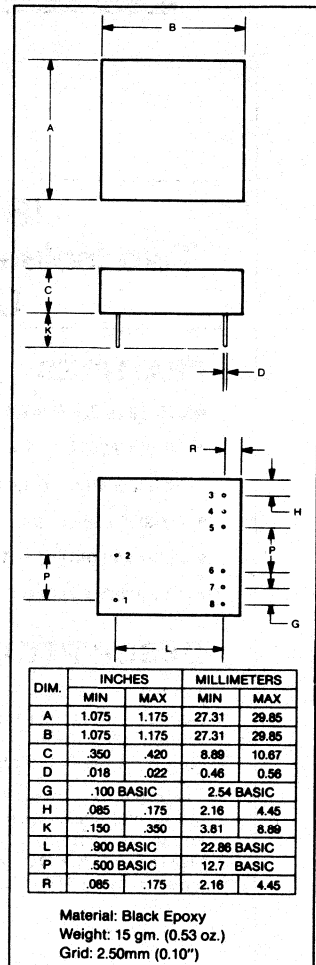 B
A
C
K
D
R
3
H
4
5
P
2
P
6
7
1
8
G
L
DIM. INCHES MILLIMETERS
MIN MAX MIN MAX
A 1.075 1.175 27.31 29.85
B 1.075 1.175 27.31 29.85
C .350 .420 8.89 10.67
D .018 .022 0.46 0.56
G .100 BASIC 2.54 BASIC
H .085 .175 2.16 4.45
K .150 .350 3.81 8.89
L .900 BASIC 22.86 BASIC
P .500 BASIC 12.7 BASIC
R .085 .175 2.16 4.45
Material: Black Epoxy
Weight: 15 gm. (0.53 oz.)
Grid: 2.50mm (0.10")